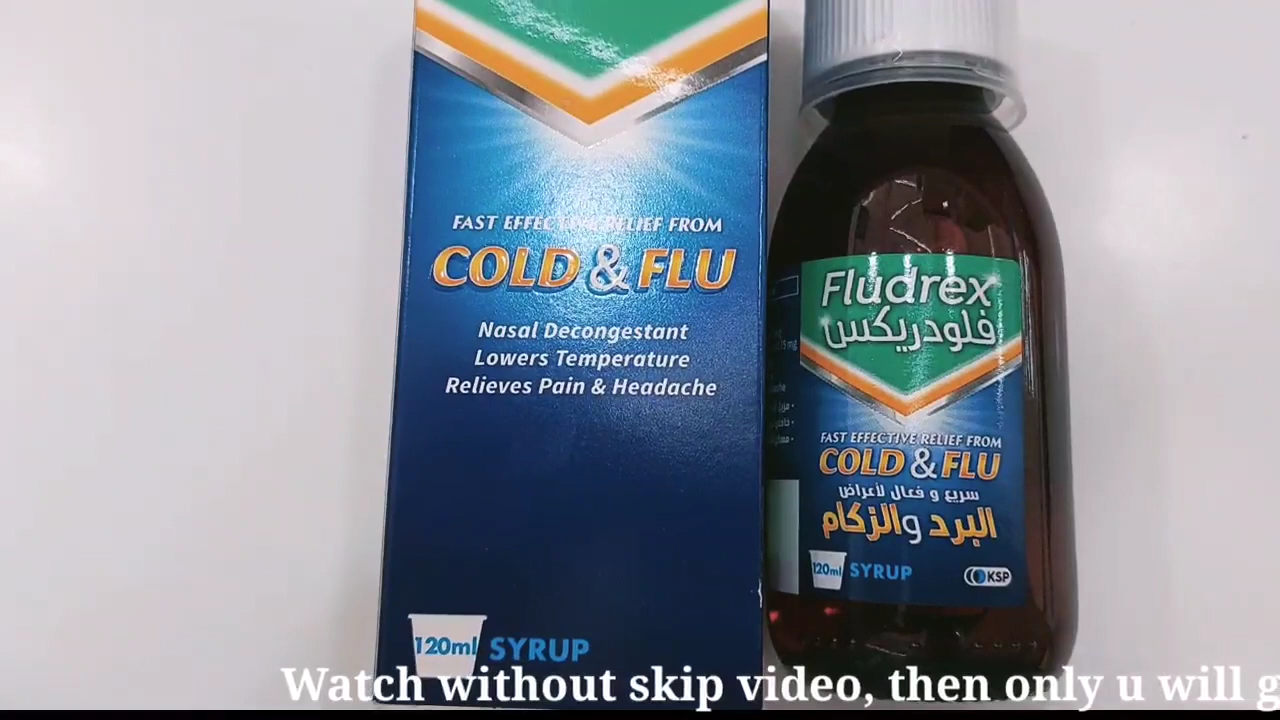 FAST EFFECTIVE RELIEF FROM
COLD & FLU
Nasal Decongestant
Lowers Temperature
Relieves Pain & Headache
120ml SYRUP
Fludrex
فلودريكس
FAST EFFECTIVE RELIEF FROM
COLD & FLU
سريع و فعال لأعراض
البرد والزكام
120ml SYRUP
KSP
Watch without skip video, then only u will g